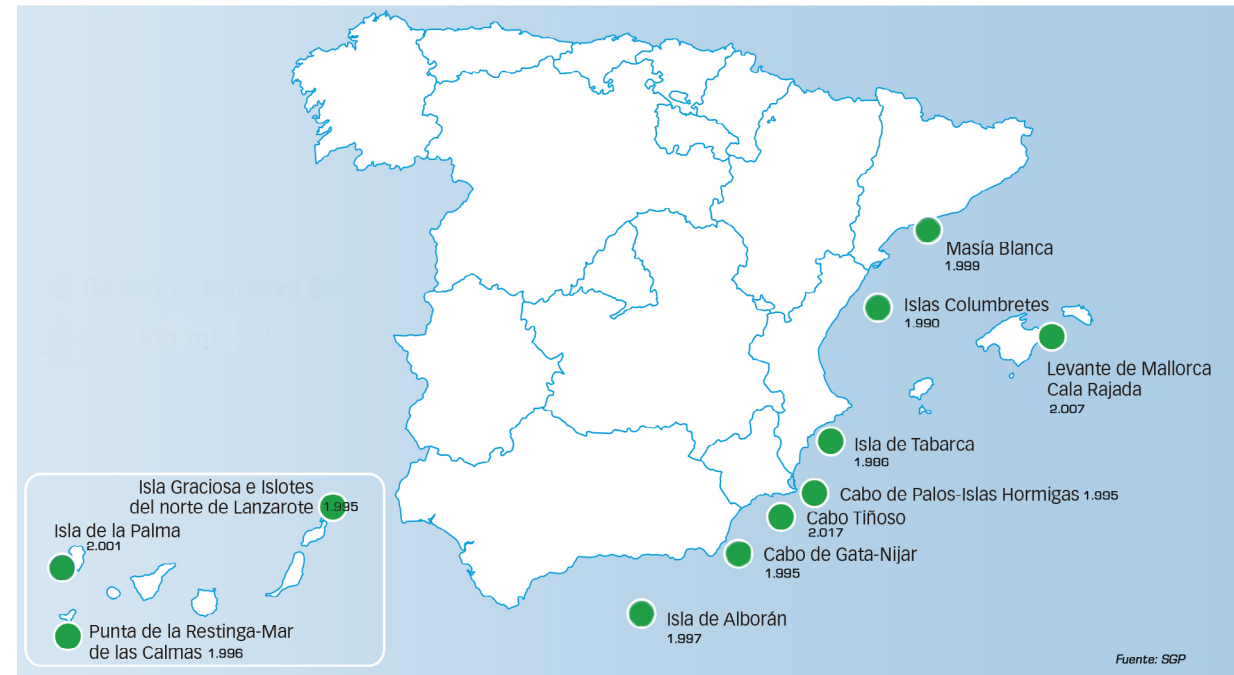 Masía Blanca
1.999
Islas Columbretes
1.990
Levante de Mallorca
Cala Rajada
2.007
Isla de Tabarca
1.986
Cabo de Palos-Islas Hormigas 1.995
Cabo Tiñoso
2.017
Cabo de Gata-Nijar
1.995
Isla de Alborán
1.997
Isla Graciosa e Islotes
del norte de Lanzarote 1.995
Isla de la Palma
2.001
Punta de la Restinga-Mar
de las Calmas 1.996
Fuente: SGP